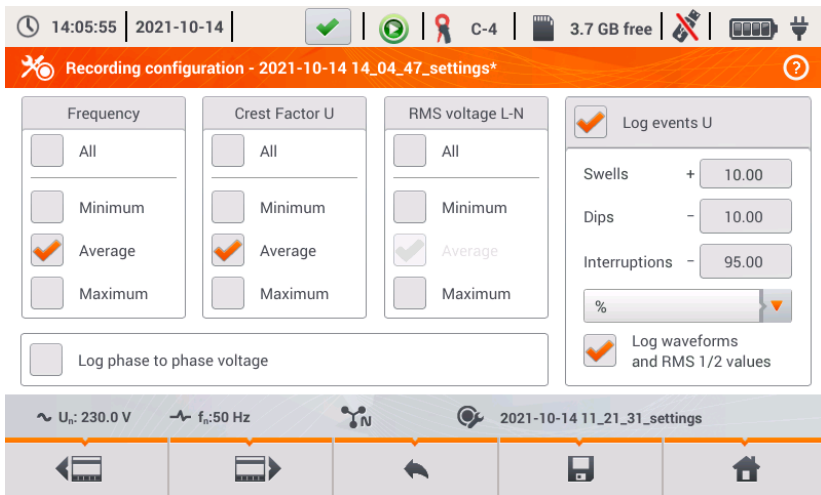 14:05:55 2021-10-14 C-4 3.7 GB free
Recording configuration - 2021-10-14 14_04_47_settings* ?
Frequency
All
Minimum
Average
Maximum
Crest Factor U
All
Minimum
Average
Maximum
RMS voltage L-N
All
Minimum
Average
Maximum
Log phase to phase voltage
Log events U
Swells + 10.00
Dips - 10.00
Interruptions - 95.00
%
Log waveforms
and RMS 1/2 values
Un: 230.0 V fn:50 Hz N 2021-10-14 11_21_31_settings